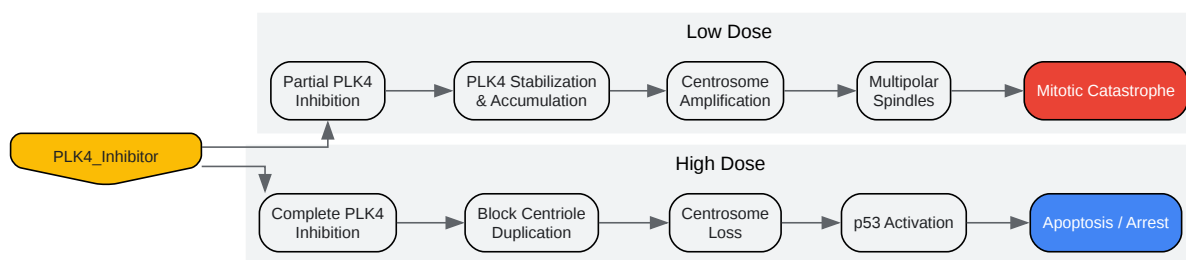 Low Dose
Partial PLK4
Inhibition
PLK4 Stabilization
& Accumulation
Centrosome
Amplification
Multipolar
Spindles
Mitotic Catastrophe
PLK4_Inhibitor
High Dose
Complete PLK4
Inhibition
Block Centriole
Duplication
Centrosome
Loss
p53 Activation
Apoptosis / Arrest